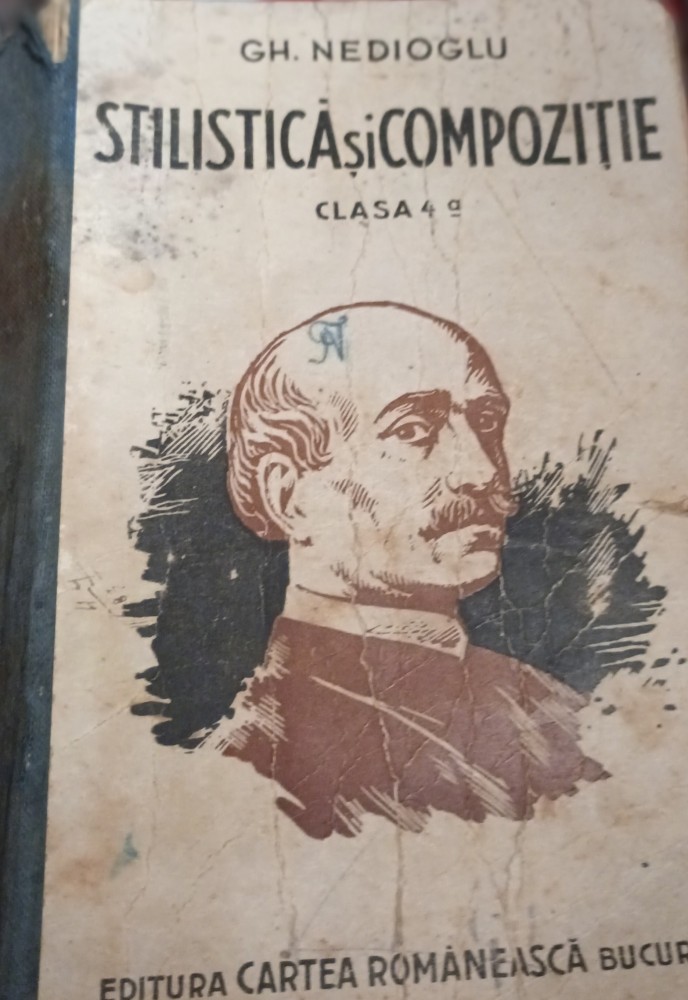 GH. NEDIOGLU
STILISTICĂ și COMPOZIȚIE
CLASA 4ª
EDITURA CARTEA ROMÂNEASCĂ BUCUR